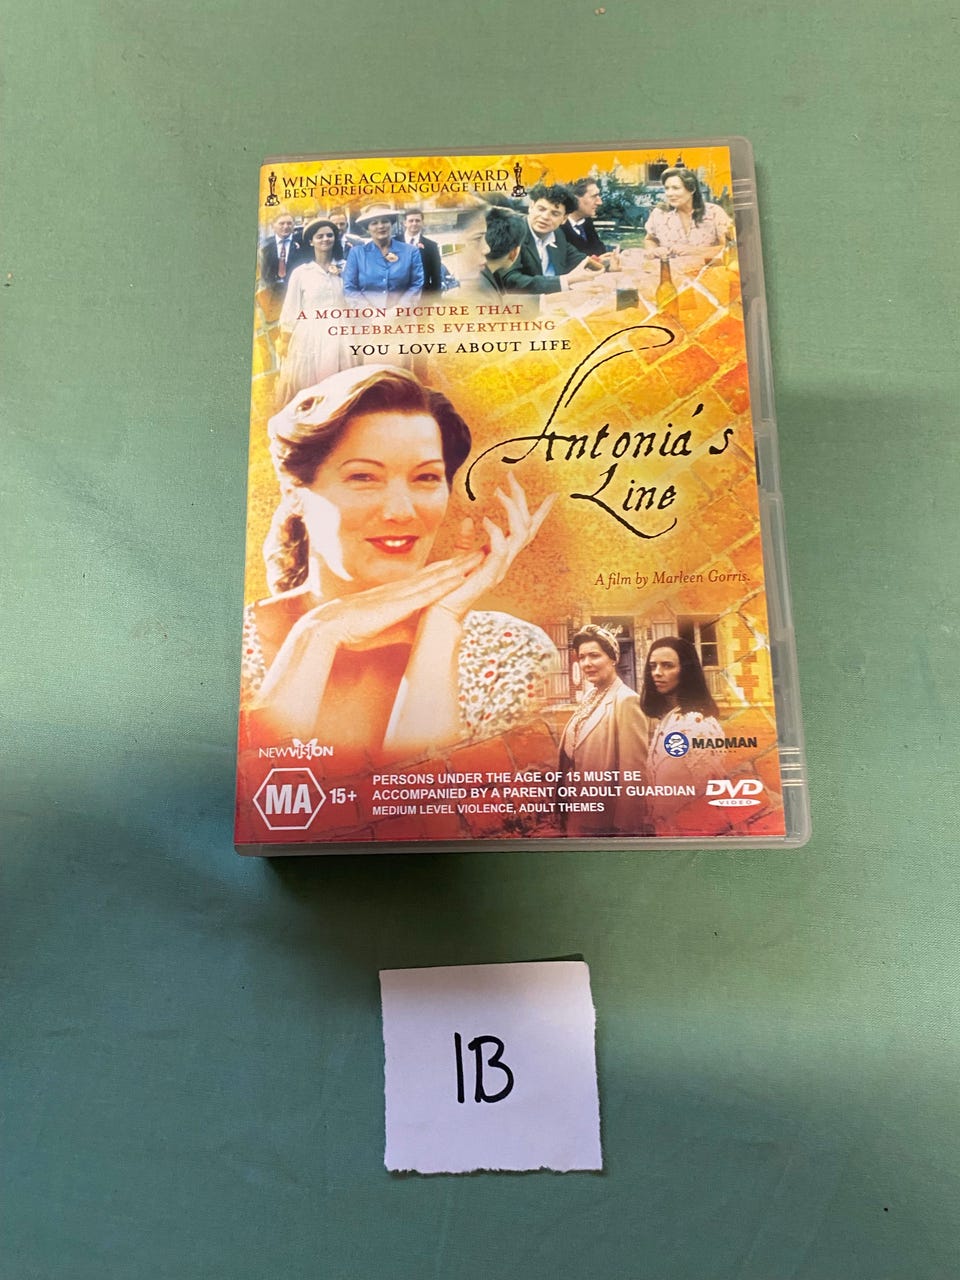 WINNER ACADEMY AWARD
BEST FOREIGN LANGUAGE FILM
A MOTION PICTURE THAT
CELEBRATES EVERYTHING
YOU LOVE ABOUT LIFE
Antonia's
Line
A film by Marleen Gorris.
Cafe
NEWVISION
MADMAN
CINEMA
MA 15+
PERSONS UNDER THE AGE OF 15 MUST BE
ACCOMPANIED BY A PARENT OR ADULT GUARDIAN
MEDIUM LEVEL VIOLENCE, ADULT THEMES
DVD
VIDEO
1B